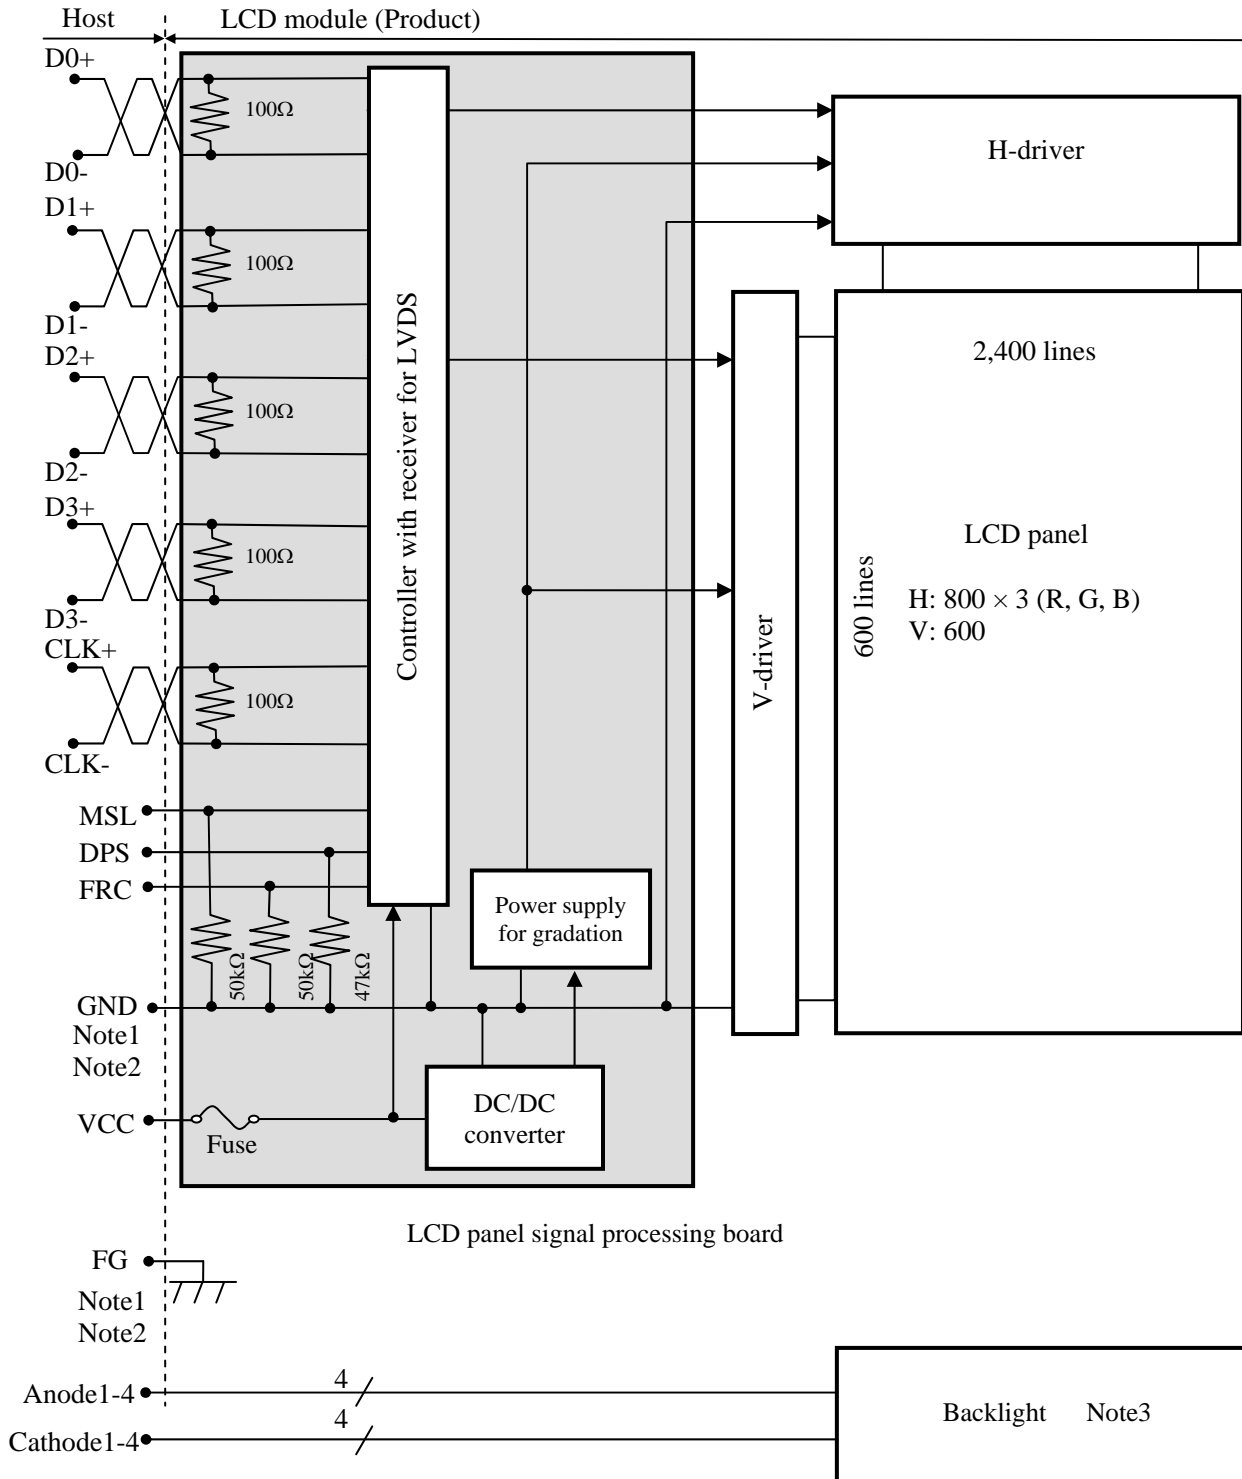 Host
LCD module (Product)
D0+
100Ω
D0-
D1+
100Ω
D1-
D2+
100Ω
D2-
D3+
100Ω
D3-
CLK+
100Ω
CLK-
MSL
DPS
FRC
50kΩ
50kΩ
47kΩ
GND
Note1
Note2
VCC
Fuse
Controller with receiver for LVDS
Power supply
for gradation
DC/DC
converter
H-driver
V-driver
2,400 lines
600 lines
LCD panel
H: 800 × 3 (R, G, B)
V: 600
LCD panel signal processing board
FG
Note1
Note2
Anode1-4
4
Cathode1-4
4
Backlight Note3